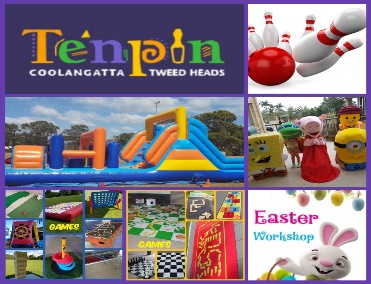 Tenpin
COOLANGATTA TWEED HEADS
GAMES
GAMES
Easter
Workshop